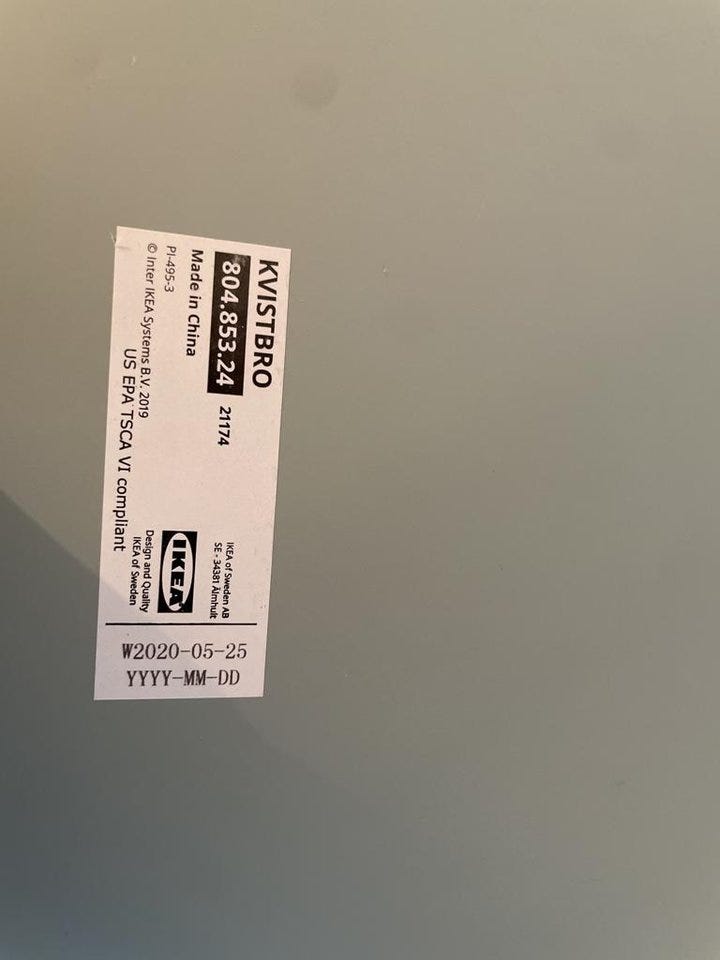 KVISTBRO
804.853.24 21174
Made in China
PI-495-3
© Inter IKEA Systems B.V. 2019
US EPA TSCA VI compliant
IKEA of Sweden AB
SE - 34381 Älmhult
IKEA
Design and Quality
IKEA of Sweden
W2020-05-25
YYYY-MM-DD